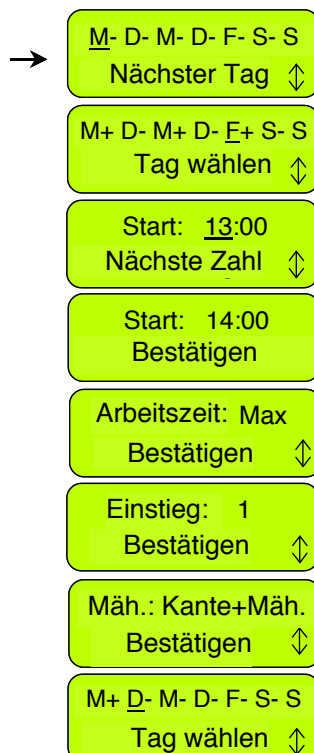 M- D- M- D- F- S- S
Nächster Tag
M+ D- M+ D- F+ S- S
Tag wählen
Start: 13:00
Nächste Zahl
Start: 14:00
Bestätigen
Arbeitszeit: Max
Bestätigen
Einstieg: 1
Bestätigen
Mäh.: Kante+Mäh.
Bestätigen
M+ D- M- D- F- S- S
Tag wählen